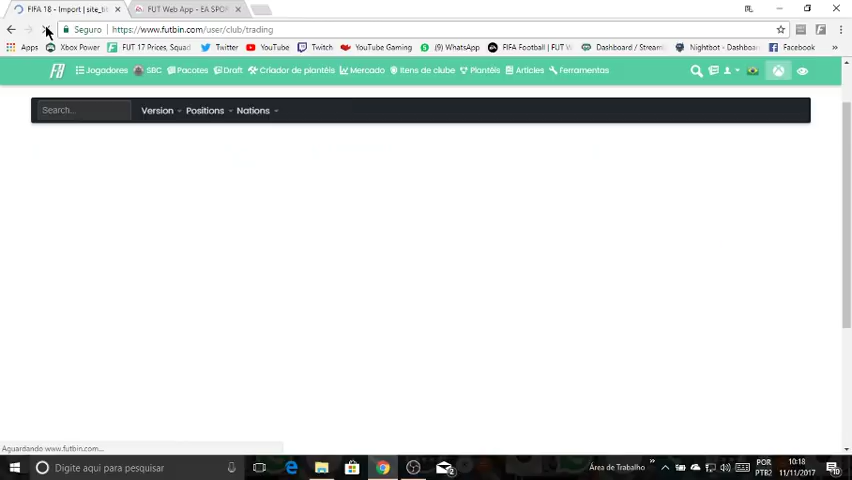 FIFA 18 - Import | site_tit
FUT Web App - EA SPOR
Seguro
https://www.futbin.com/user/club/trading
Apps
Xbox Power
FUT 17 Prices, Squad
Twitter
YouTube
Twitch
YouTube Gaming
(9) WhatsApp
FIFA Football | FUT W
Dashboard / Stream
Nightbot - Dashboa
Facebook
»
F8
Jogadores
SBC
Pacotes
Draft
Criador de plantéis
Mercado
Itens de clube
Plantéis
Articles
Ferramentas
Search...
Version
Positions
Nations
Aguardando www.futbin.com...
Digite aqui para pesquisar
Área de Trabalho
»
POR
PTB2
10:18
11/11/2017